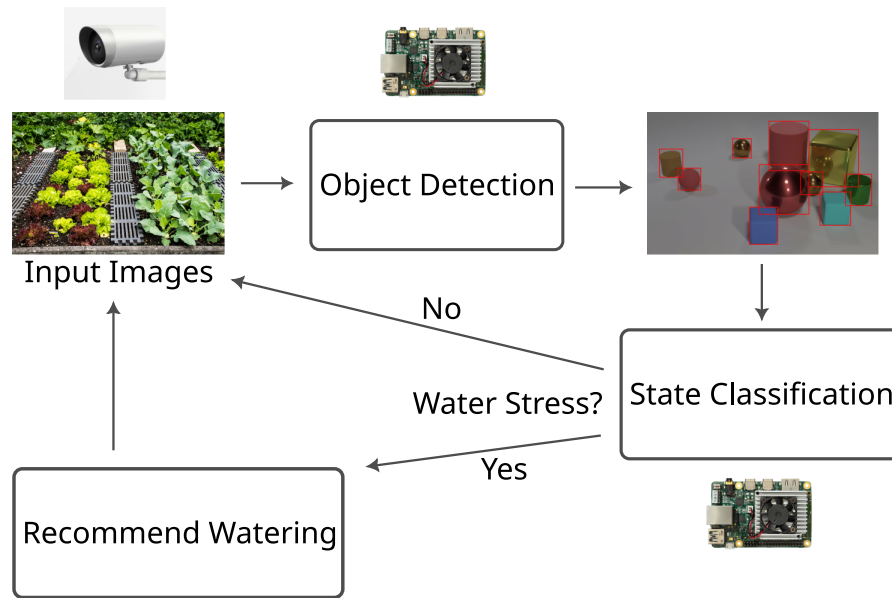 Object Detection
Input Images
No
Water Stress?
State Classification
Yes
Recommend Watering